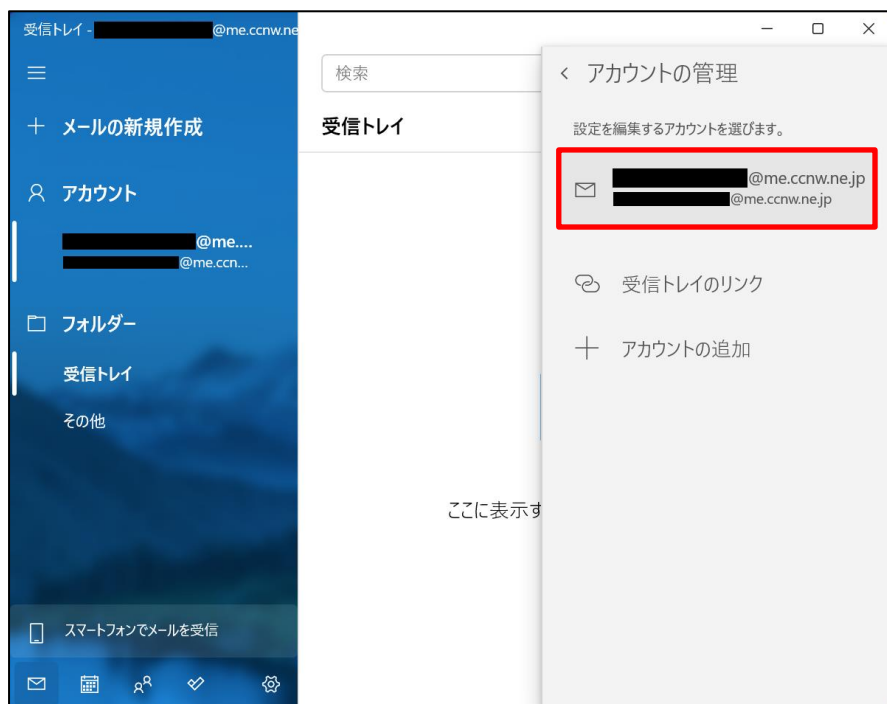 受信トレイ - @me.ccnw.ne
検索
アカウントの管理
メールの新規作成
受信トレイ
設定を編集するアカウントを選びます。
@me.ccnw.ne.jp
@me.ccnw.ne.jp
アカウント
@me....
@me.ccn...
受信トレイのリンク
フォルダー
アカウントの追加
受信トレイ
その他
ここに表示す
スマートフォンでメールを受信